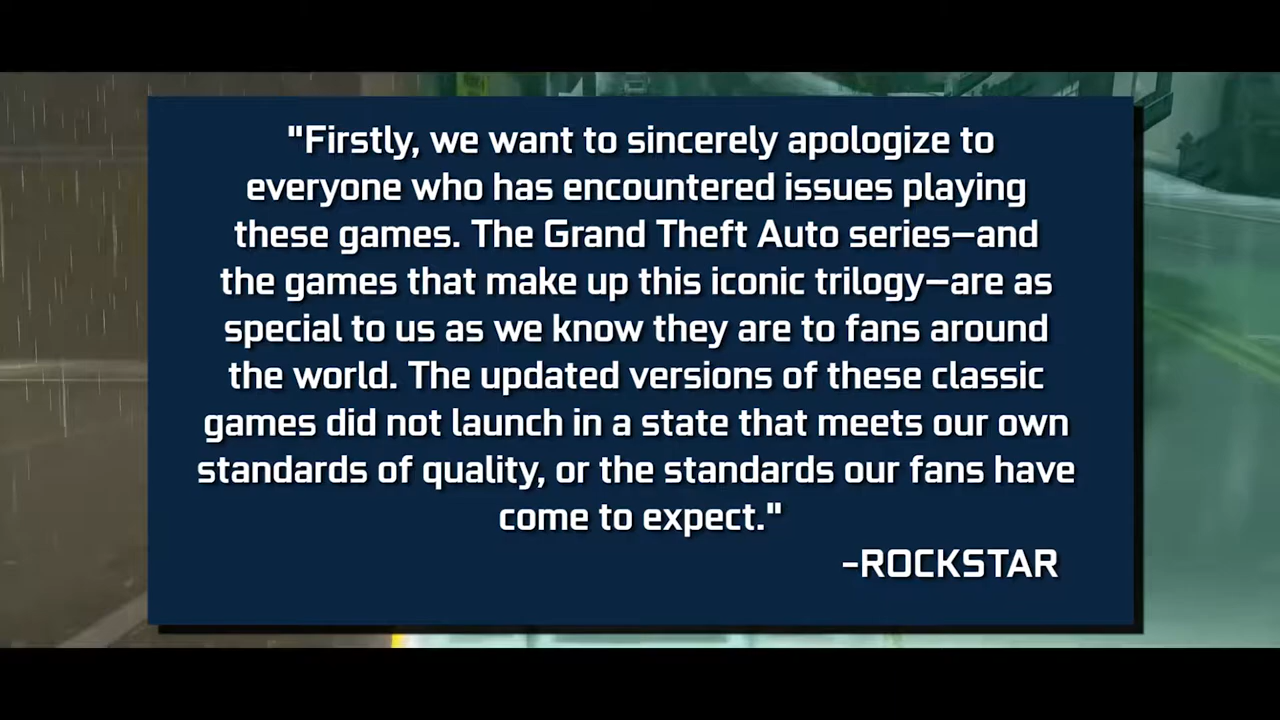 "Firstly, we want to sincerely apologize to
everyone who has encountered issues playing
these games. The Grand Theft Auto series—and
the games that make up this iconic trilogy—are as
special to us as we know they are to fans around
the world. The updated versions of these classic
games did not launch in a state that meets our own
standards of quality, or the standards our fans have
come to expect."
-ROCKSTAR